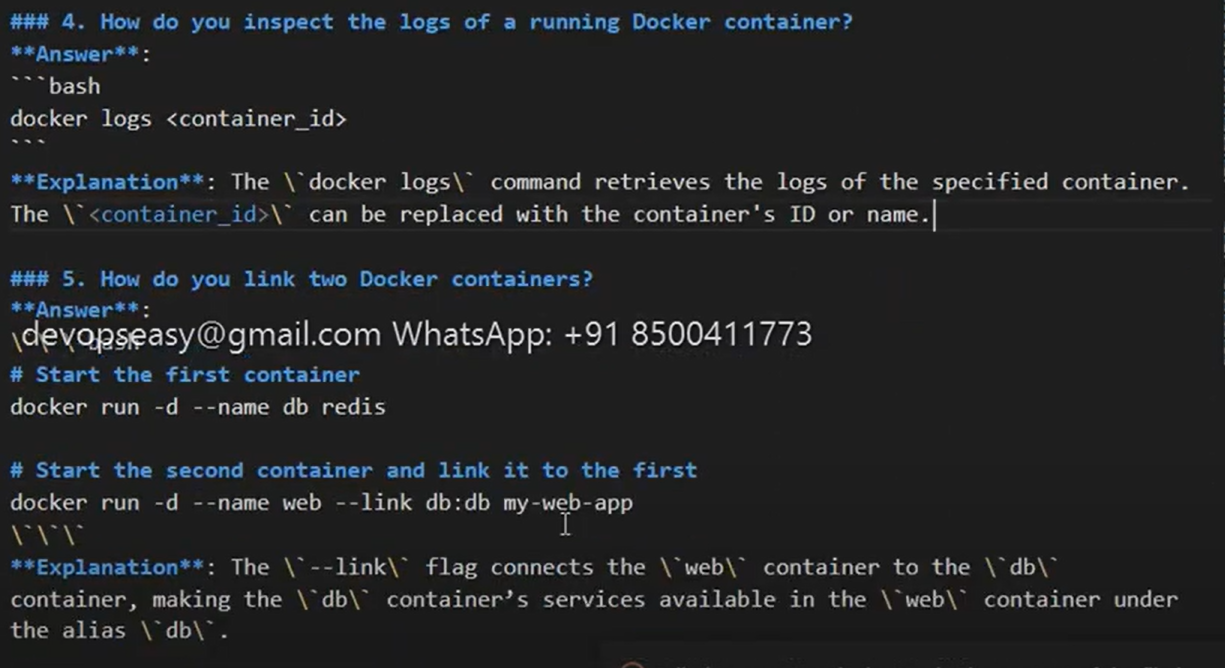 ### 4. How do you inspect the logs of a running Docker container?
**Answer**:
```bash
docker logs <container_id>
```
**Explanation**: The \`docker logs\` command retrieves the logs of the specified container.
The \`<container_id>\` can be replaced with the container's ID or name.
### 5. How do you link two Docker containers?
**Answer**:
\`\`\`bash
devopseasy@gmail.com WhatsApp: +91 8500411773
# Start the first container
docker run -d --name db redis
# Start the second container and link it to the first
docker run -d --name web --link db:db my-web-app
\`\`\`
**Explanation**: The \`--link\` flag connects the \`web\` container to the \`db\`
container, making the \`db\` container’s services available in the \`web\` container under
the alias \`db\`.